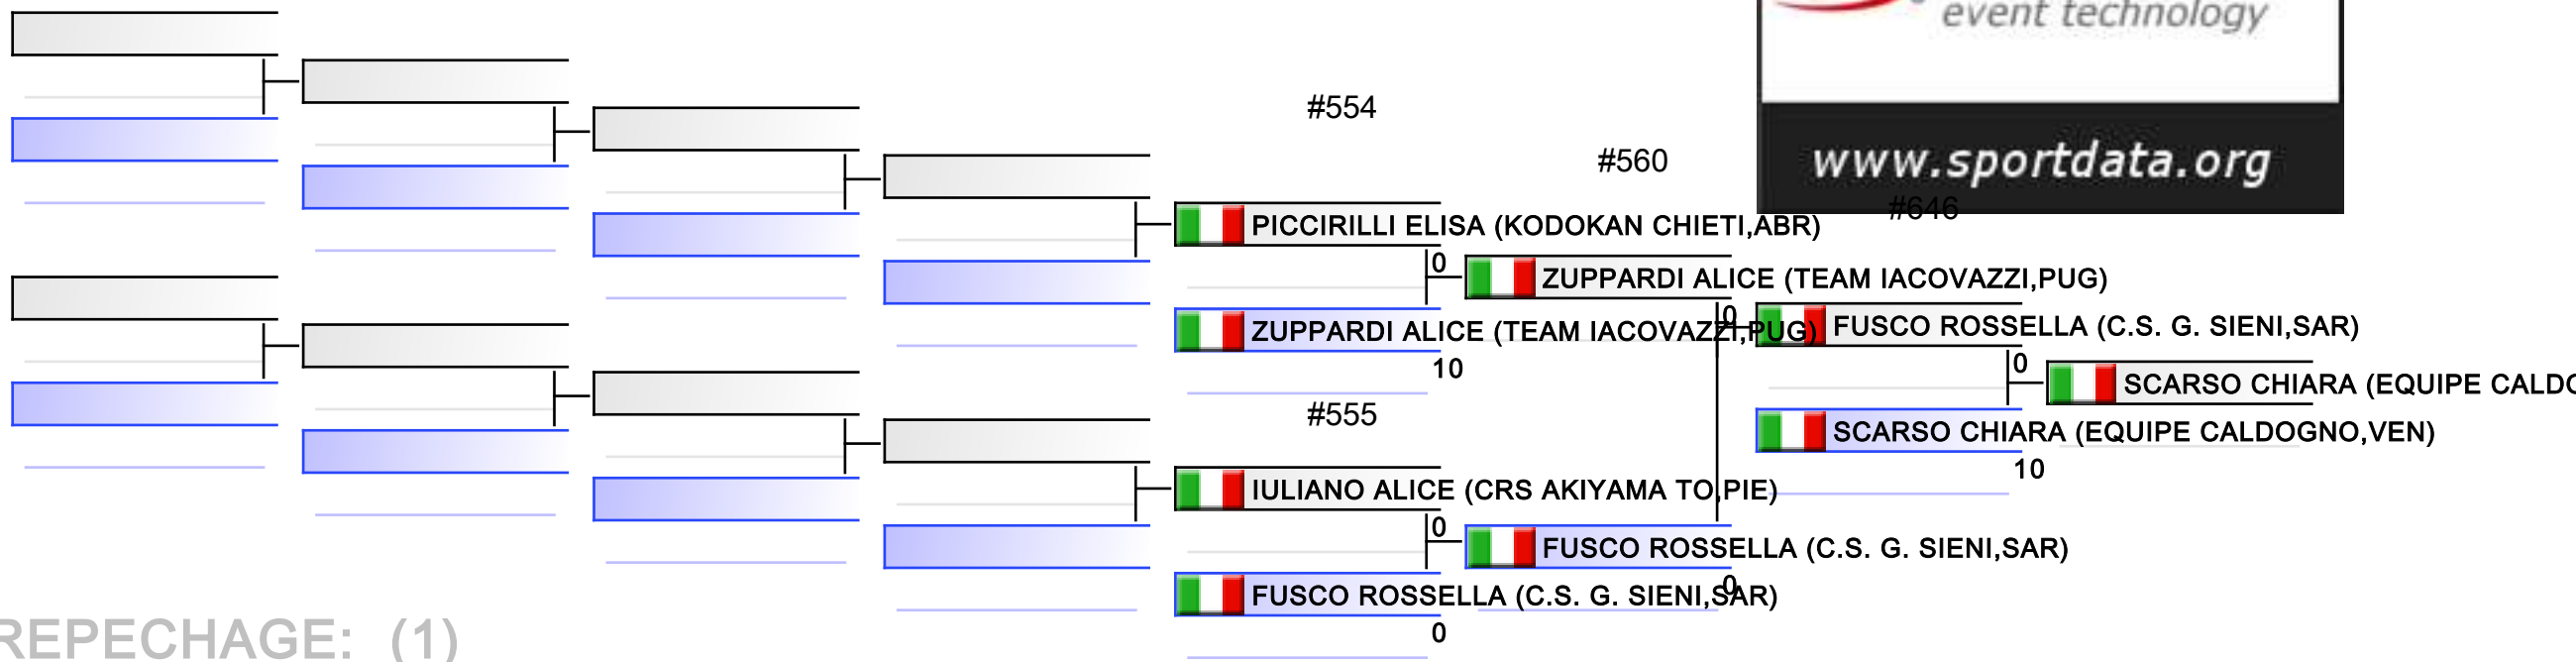 event technology
www.sportdata.org
#554
#560
#646
PICCIRILLI ELISA (KODOKAN CHIETI,ABR)
0
ZUPPARDI ALICE (TEAM IACOVAZZI,PUG)
0
ZUPPARDI ALICE (TEAM IACOVAZZI,PUG)
10
FUSCO ROSSELLA (C.S. G. SIENI,SAR)
0
SCARSO CHIARA (EQUIPE CALDO
SCARSO CHIARA (EQUIPE CALDOGNO,VEN)
10
#555
IULIANO ALICE (CRS AKIYAMA TO,PIE)
0
FUSCO ROSSELLA (C.S. G. SIENI,SAR)
0
FUSCO ROSSELLA (C.S. G. SIENI,SAR)
0
REPECHAGE: (1)